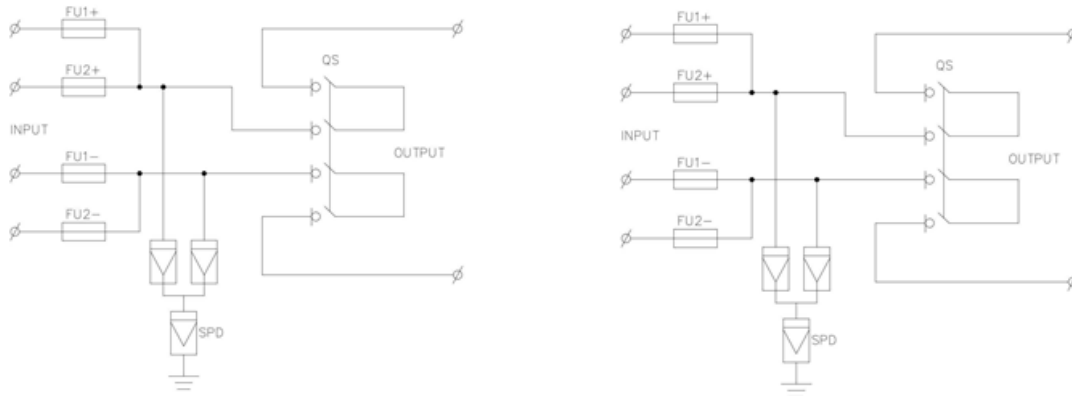 FU1+
FU2+
QS
INPUT
OUTPUT
FU1-
FU2-
SPD
FU1+
FU2+
QS
INPUT
OUTPUT
FU1-
FU2-
SPD